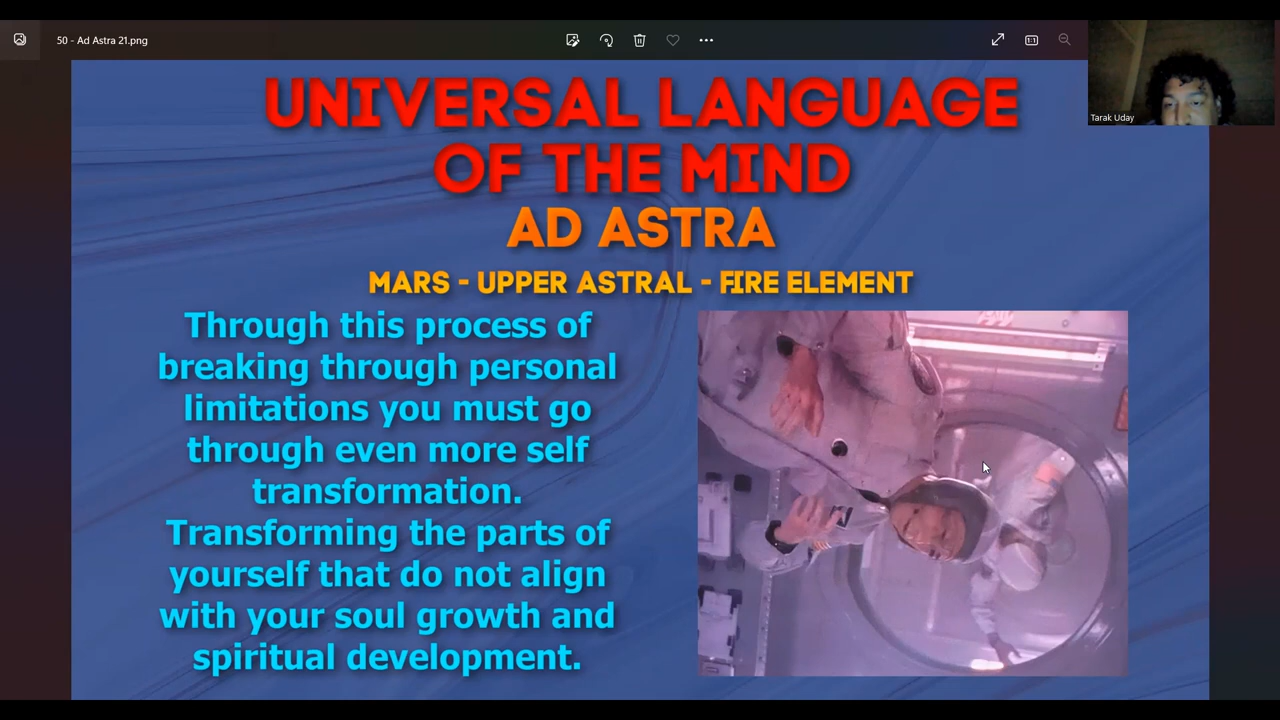 50 - Ad Astra 21.png
1:1
Tarak Uday
UNIVERSAL LANGUAGE
OF THE MIND
AD ASTRA
MARS - UPPER ASTRAL - FIRE ELEMENT
Through this process of
breaking through personal
limitations you must go
through even more self
transformation.
Transforming the parts of
yourself that do not align
with your soul growth and
spiritual development.